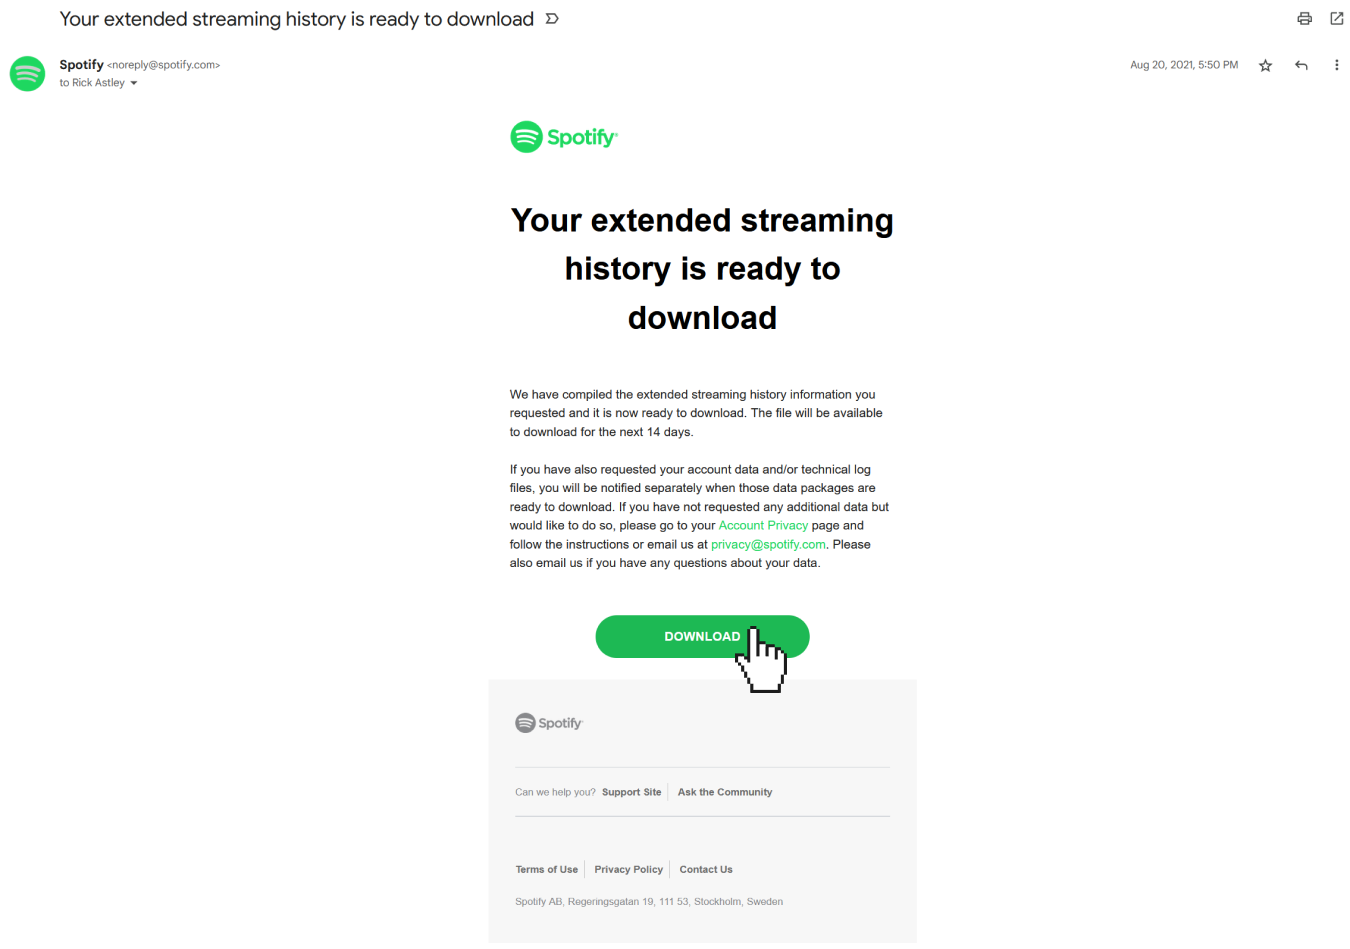 Your extended streaming history is ready to download
Spotify <noreply@spotify.com>
Aug 20, 2021, 5:50 PM
to Rick Astley
Spotify®
Your extended streaming
history is ready to
download
We have compiled the extended streaming history information you
requested and it is now ready to download. The file will be available
to download for the next 14 days.
If you have also requested your account data and/or technical log
files, you will be notified separately when those data packages are
ready to download. If you have not requested any additional data but
would like to do so, please go to your Account Privacy page and
follow the instructions or email us at privacy@spotify.com. Please
also email us if you have any questions about your data.
DOWNLOAD
Spotify®
Can we help you? Support Site Ask the Community
Terms of Use Privacy Policy Contact Us
Spotify AB, Regeringsgatan 19, 111 53, Stockholm, Sweden